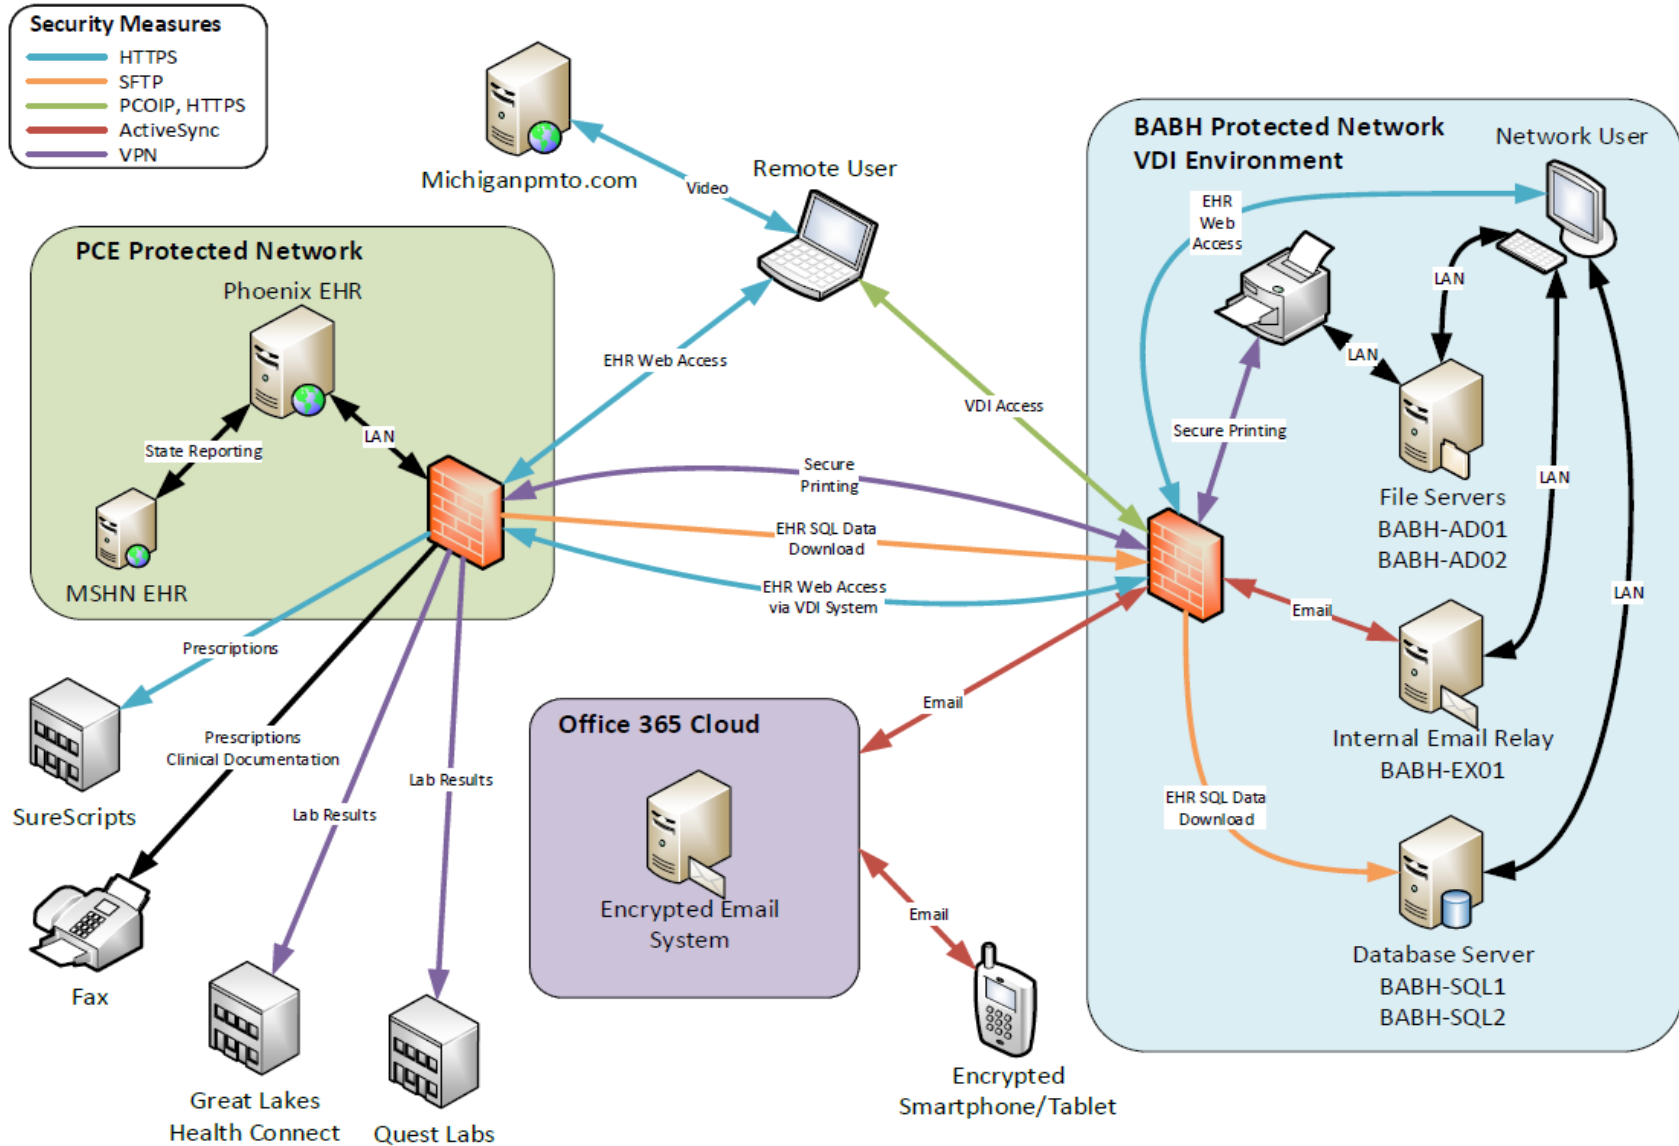 Security Measures
HTTPS
SFTP
PCOIP, HTTPS
ActiveSync
VPN
Michiganpmto.com
Video
Remote User
BABH Protected Network
VDI Environment
Network User
EHR
Web
Access
LAN
LAN
Secure Printing
File Servers
BABH-AD01
BABH-AD02
LAN
LAN
PCE Protected Network
Phoenix EHR
LAN
State Reporting
MSHN EHR
EHR Web Access
VDI Access
Secure
Printing
EHR SQL Data
Download
EHR Web Access
via VDI System
Email
Internal Email Relay
BABH-EX01
EHR SQL Data
Download
Database Server
BABH-SQL1
BABH-SQL2
Prescriptions
SureScripts
Prescriptions
Clinical Documentation
Fax
Lab Results
Great Lakes
Health Connect
Lab Results
Quest Labs
Office 365 Cloud
Encrypted Email
System
Email
Email
Encrypted
Smartphone/Tablet